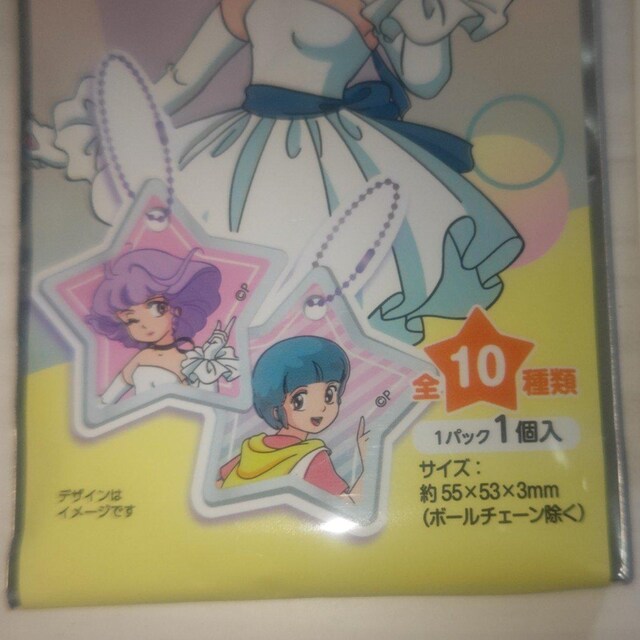 ©P
©P
全10種類
1パック1個入
サイズ:
約55×53×3mm
(ボールチェーン除く)
デザインは
イメージです